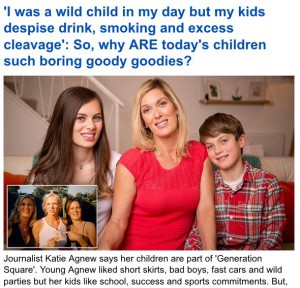 'I was a wild child in my day but my kids
despise drink, smoking and excess
cleavage': So, why ARE today's children
such boring goody goodies?
Journalist Katie Agnew says her children are part of 'Generation
Square'. Young Agnew liked short skirts, bad boys, fast cars and wild
parties but her kids like school, success and sports commitments. But,